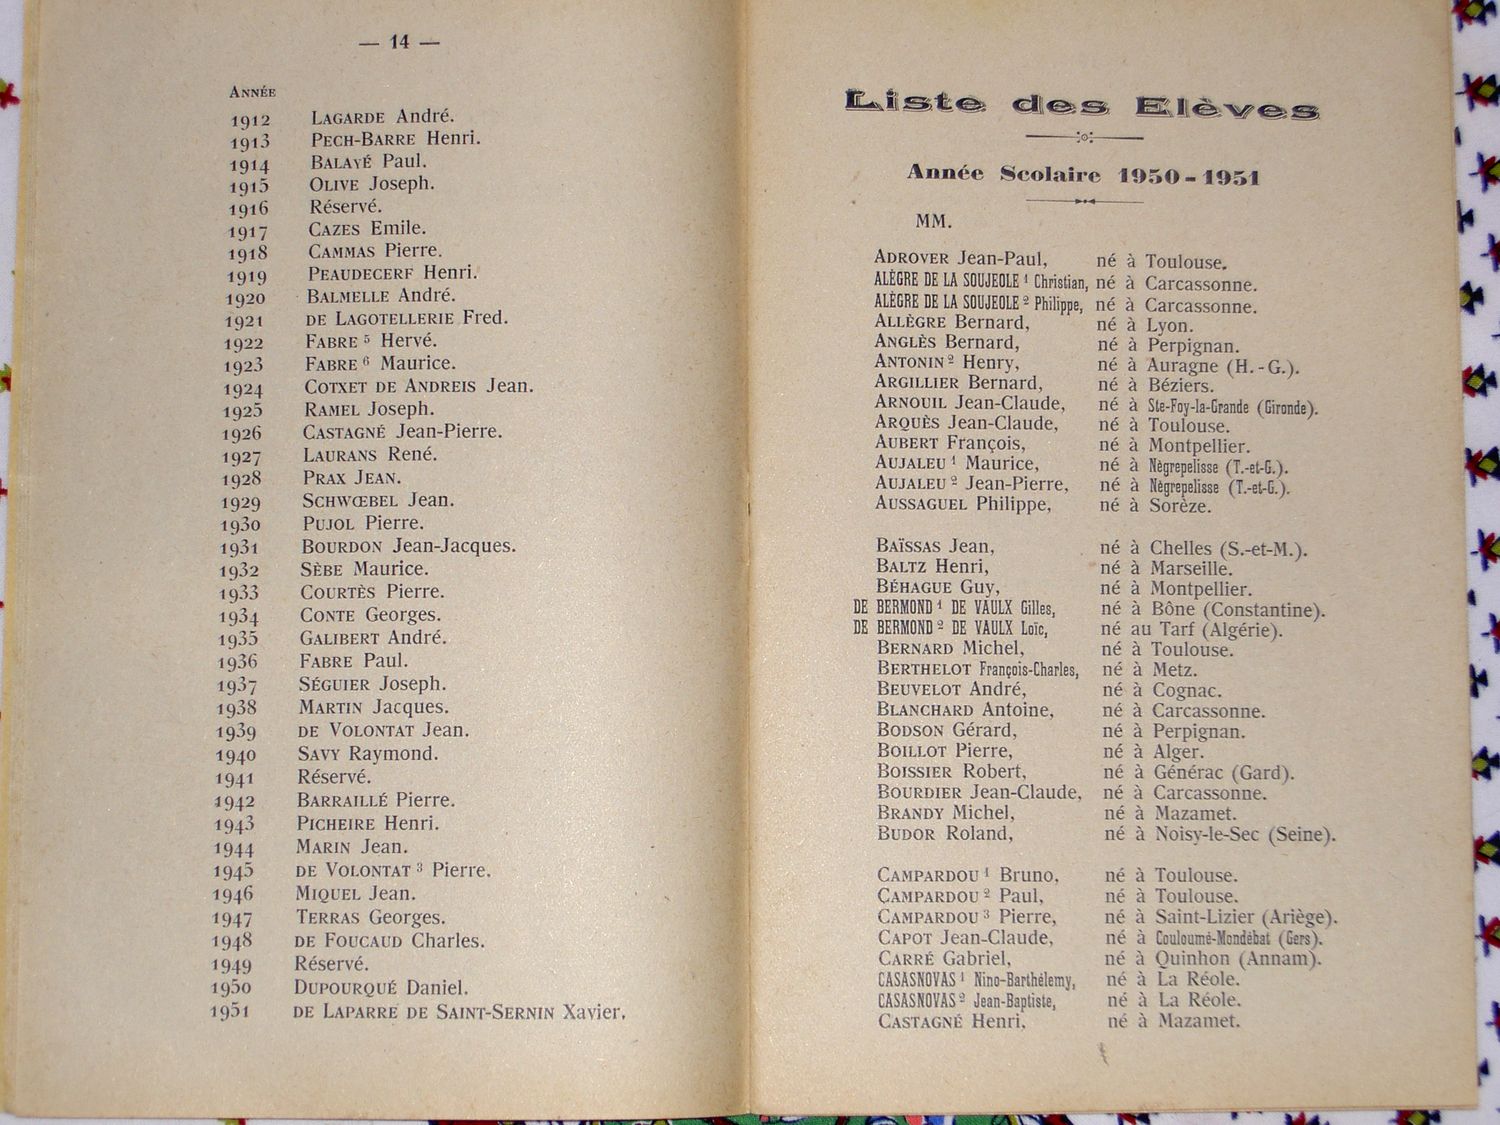 — 14 —
ANNÉE
1912 LAGARDE André.
1913 PECH-BARRE Henri.
1914 BALAYÉ Paul.
1915 OLIVE Joseph.
1916 Réservé.
1917 CAZES Emile.
1918 CAMMAS Pierre.
1919 PEAUDECERF Henri.
1920 BALMELLE André.
1921 DE LAGOTELLERIE Fred.
1922 FABRE ⁵ Hervé.
1923 FABRE ⁶ Maurice.
1924 COTXET DE ANDREIS Jean.
1925 RAMEL Joseph.
1926 CASTAGNÉ Jean-Pierre.
1927 LAURANS René.
1928 PRAX JEAN.
1929 SCHWŒBEL Jean.
1930 PUJOL Pierre.
1931 BOURDON Jean-Jacques.
1932 SÈBE Maurice.
1933 COURTÈS Pierre.
1934 CONTE Georges.
1935 GALIBERT André.
1936 FABRE Paul.
1937 SÉGUIER Joseph.
1938 MARTIN Jacques.
1939 DE VOLONTAT Jean.
1940 SAVY Raymond.
1941 Réservé.
1942 BARRAILLÉ Pierre.
1943 PICHEIRE Henri.
1944 MARIN Jean.
1945 DE VOLONTAT ³ Pierre.
1946 MIQUEL Jean.
1947 TERRAS Georges.
1948 DE FOUCAUD Charles.
1949 Réservé.
1950 DUPOURQUÉ Daniel.
1951 DE LAPARRE DE SAINT-SERNIN Xavier.
Liste des Elèves
Année Scolaire 1950-1951
MM.
ADROVER Jean-Paul, né à Toulouse.
ALÈGRE DE LA SOUJEOLE ¹ Christian, né à Carcassonne.
ALÈGRE DE LA SOUJEOLE ² Philippe, né à Carcassonne.
ALLÈGRE Bernard, né à Lyon.
ANGLÈS Bernard, né à Perpignan.
ANTONIN ² Henry, né à Auragne (H.-G.).
ARGILLIER Bernard, né à Béziers.
ARNOUIL Jean-Claude, né à Ste-Foy-la-Grande (Gironde).
ARQUÈS Jean-Claude, né à Toulouse.
AUBERT François, né à Montpellier.
AUJALEU ¹ Maurice, né à Nègrepelisse (T.-et-G.).
AUJALEU ² Jean-Pierre, né à Nègrepelisse (T.-et-G.).
AUSSAGUEL Philippe, né à Sorèze.
BAÏSSAS Jean, né à Chelles (S.-et-M.).
BALTZ Henri, né à Marseille.
BÉHAGUE Guy, né à Montpellier.
DE BERMOND ¹ DE VAULX Gilles, né à Bône (Constantine).
DE BERMOND ² DE VAULX Loïc, né au Tarf (Algérie).
BERNARD Michel, né à Toulouse.
BERTHELOT François-Charles, né à Metz.
BEUVELOT André, né à Cognac.
BLANCHARD Antoine, né à Carcassonne.
BODSON Gérard, né à Perpignan.
BOILLOT Pierre, né à Alger.
BOISSIER Robert, né à Générac (Gard).
BOURDIER Jean-Claude, né à Carcassonne.
BRANDY Michel, né à Mazamet.
BUDOR Roland, né à Noisy-le-Sec (Seine).
CAMPARDOU ¹ Bruno, né à Toulouse.
CAMPARDOU ² Paul, né à Toulouse.
CAMPARDOU ³ Pierre, né à Saint-Lizier (Ariège).
CAPOT Jean-Claude, né à Couloumé-Mondébat (Gers).
CARRÉ Gabriel, né à Quinhon (Annam).
CASASNOVAS ¹ Nino-Barthélemy, né à La Réole.
CASASNOVAS ² Jean-Baptiste, né à La Réole.
CASTAGNÉ Henri, né à Mazamet.